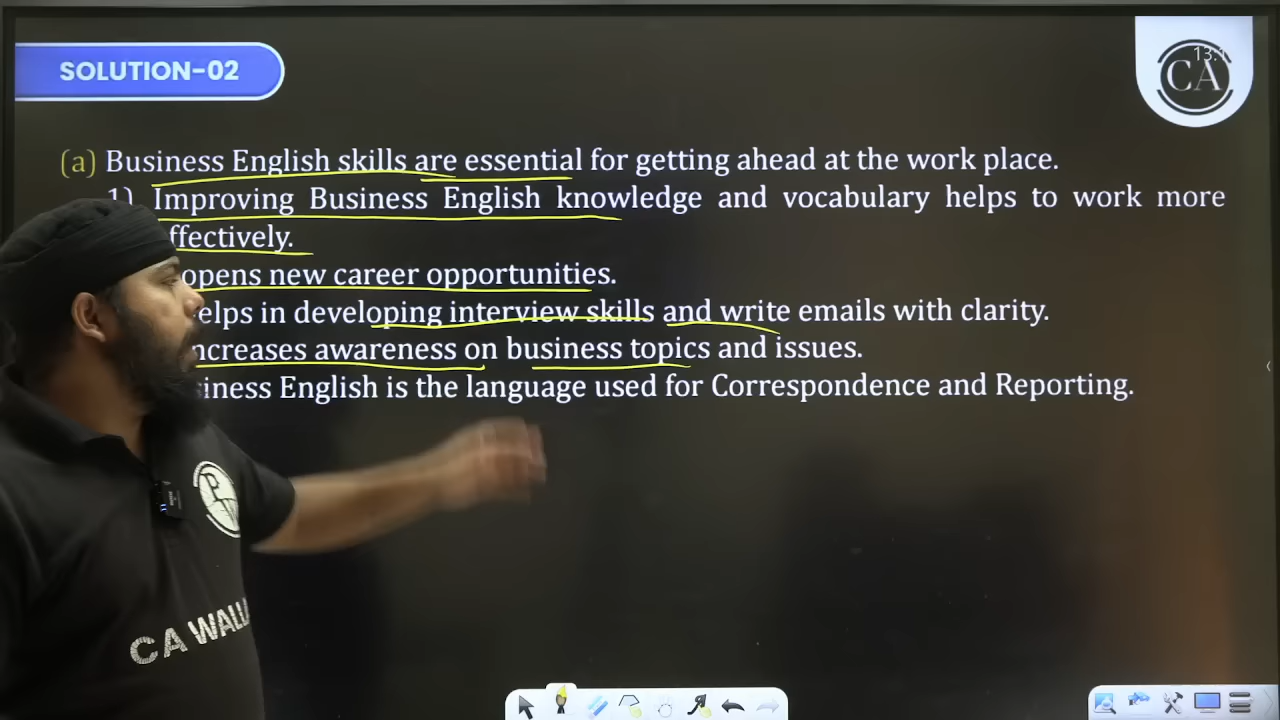 SOLUTION-02
13:
CA
(a) Business English skills are essential for getting ahead at the work place.
1) Improving Business English knowledge and vocabulary helps to work more
ffectively.
opens new career opportunities.
elps in developing interview skills and write emails with clarity.
ncreases awareness on business topics and issues.
siness English is the language used for Correspondence and Reporting.
PW
CA WALL